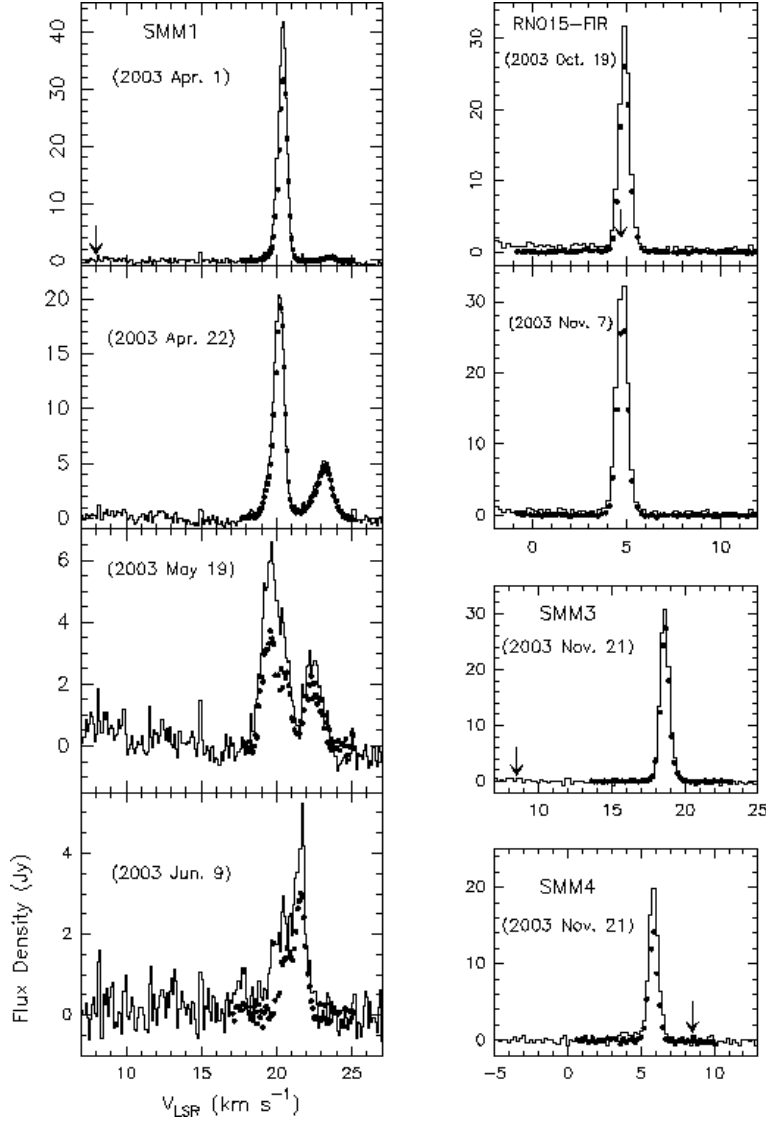 SMM1
(2003 Apr. 1)
40
30
20
10
0
(2003 Apr. 22)
20
15
10
5
0
(2003 May 19)
6
4
2
0
(2003 Jun. 9)
4
2
0
10 15 20 25
Flux Density (Jy)
V_LSR (km s⁻¹)
RNO15-FIR
(2003 Oct. 19)
30
20
10
0
(2003 Nov. 7)
30
20
10
0
0 5 10
SMM3
(2003 Nov. 21)
30
20
10
0
10 15 20 25
SMM4
(2003 Nov. 21)
20
10
0
-5 0 5 10